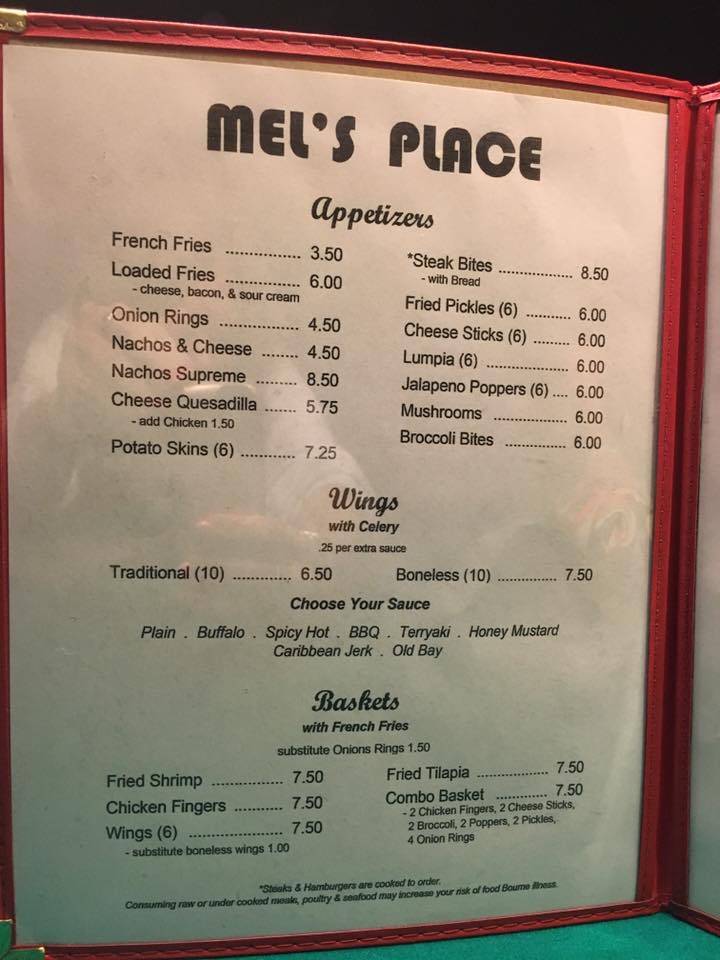 MEL'S PLACE
Appetizers
French Fries ................. 3.50
Loaded Fries ................. 6.00
- cheese, bacon, & sour cream
Onion Rings .................. 4.50
Nachos & Cheese ........ 4.50
Nachos Supreme ......... 8.50
Cheese Quesadilla ....... 5.75
- add Chicken 1.50
Potato Skins (6) ............. 7.25
*Steak Bites ................ 8.50
- with Bread
Fried Pickles (6) .......... 6.00
Cheese Sticks (6) ........ 6.00
Lumpia (6) .................... 6.00
Jalapeno Poppers (6) .... 6.00
Mushrooms ................. 6.00
Broccoli Bites .............. 6.00
Wings
with Celery
.25 per extra sauce
Traditional (10) ............. 6.50
Boneless (10) ............. 7.50
Choose Your Sauce
Plain . Buffalo . Spicy Hot . BBQ . Terryaki . Honey Mustard
Caribbean Jerk . Old Bay
Baskets
with French Fries
substitute Onions Rings 1.50
Fried Shrimp ................. 7.50
Chicken Fingers ............ 7.50
Wings (6) ...................... 7.50
- substitute boneless wings 1.00
Fried Tilapia ................ 7.50
Combo Basket ............ 7.50
- 2 Chicken Fingers, 2 Cheese Sticks,
2 Broccoli, 2 Poppers, 2 Pickles,
4 Onion Rings
*Steaks & Hamburgers are cooked to order.
Consuming raw or under cooked meals, poultry & seafood may increase your risk of food Bourne illness.